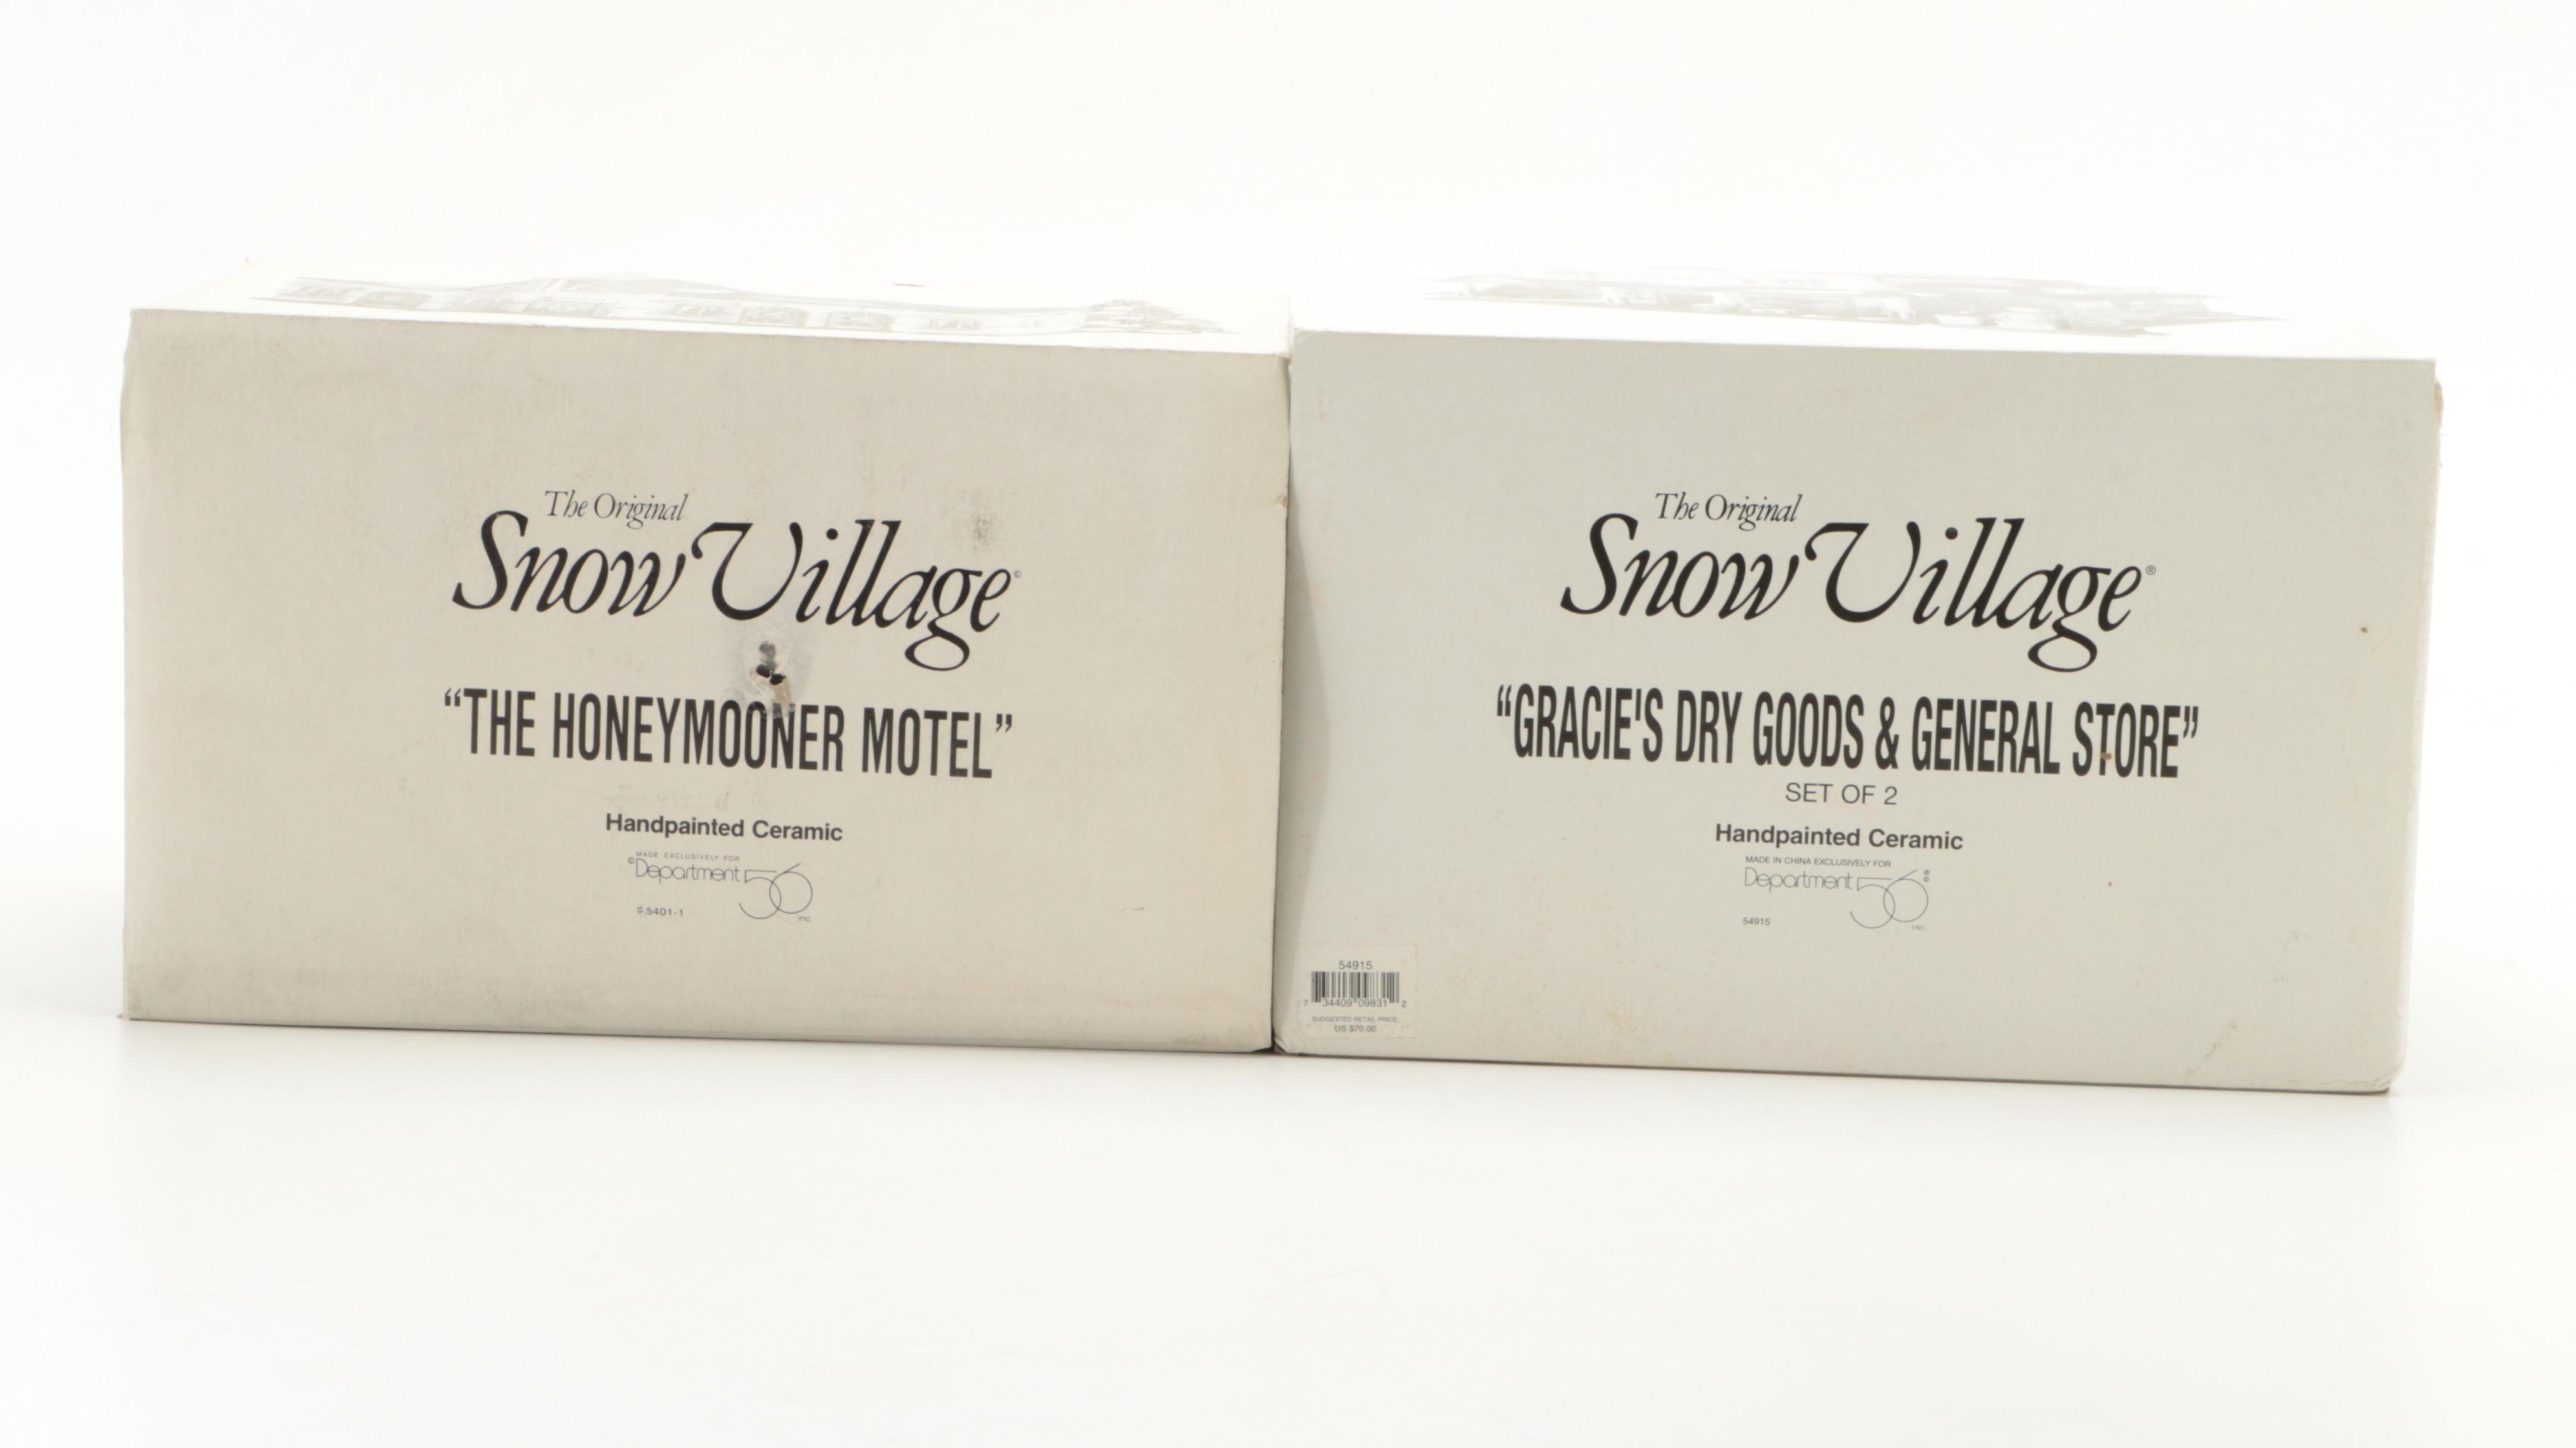 The Original
Snow Village©
“THE HONEYMOONER MOTEL”
Handpainted Ceramic
MADE EXCLUSIVELY FOR
©Department 56
INC.
#5401-1
The Original
Snow Village®
“GRACIE'S DRY GOODS & GENERAL STORE”
SET OF 2
Handpainted Ceramic
MADE IN CHINA EXCLUSIVELY FOR
Department 56 ®©
INC.
54915
54915
7 34409 09831 2
SUGGESTED RETAIL PRICE:
US $70.00